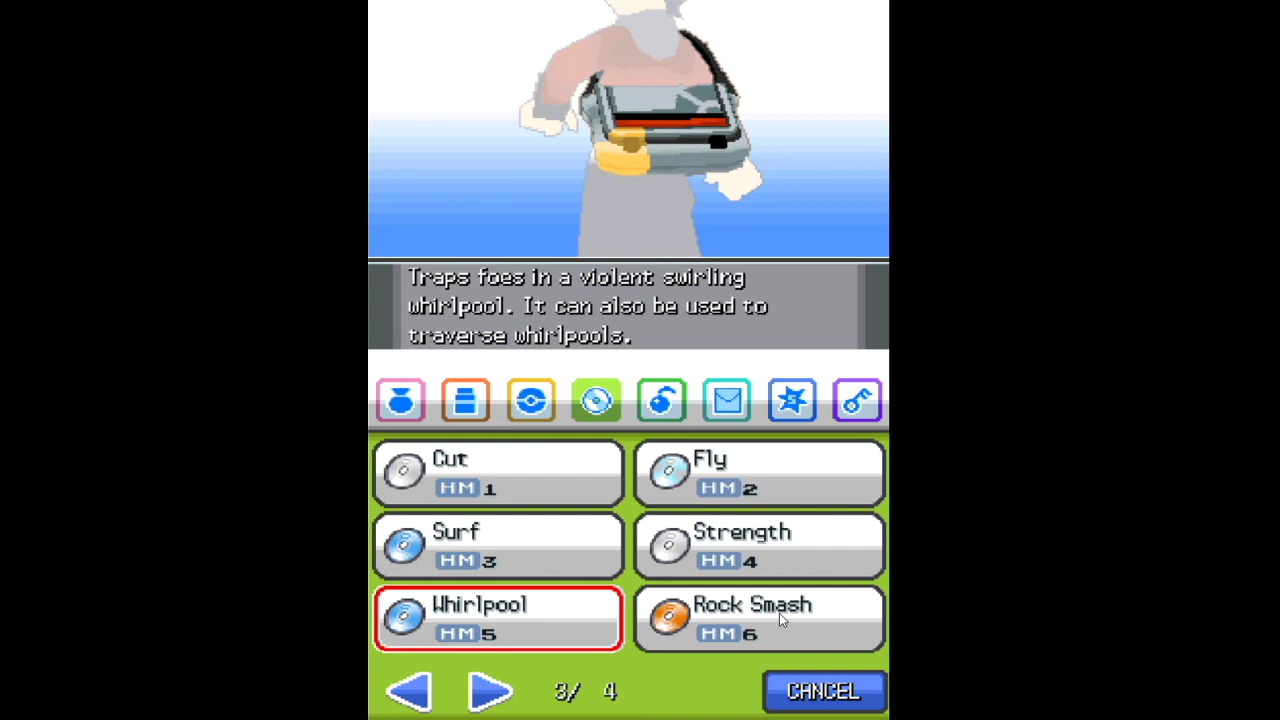 Traps foes in a violent swirling
whirlpool. It can also be used to
traverse whirlpools.
S
Cut
HM 1
Fly
HM 2
Surf
HM 3
Strength
HM 4
Whirlpool
HM 5
Rock Smash
HM 6
3/ 4
CANCEL